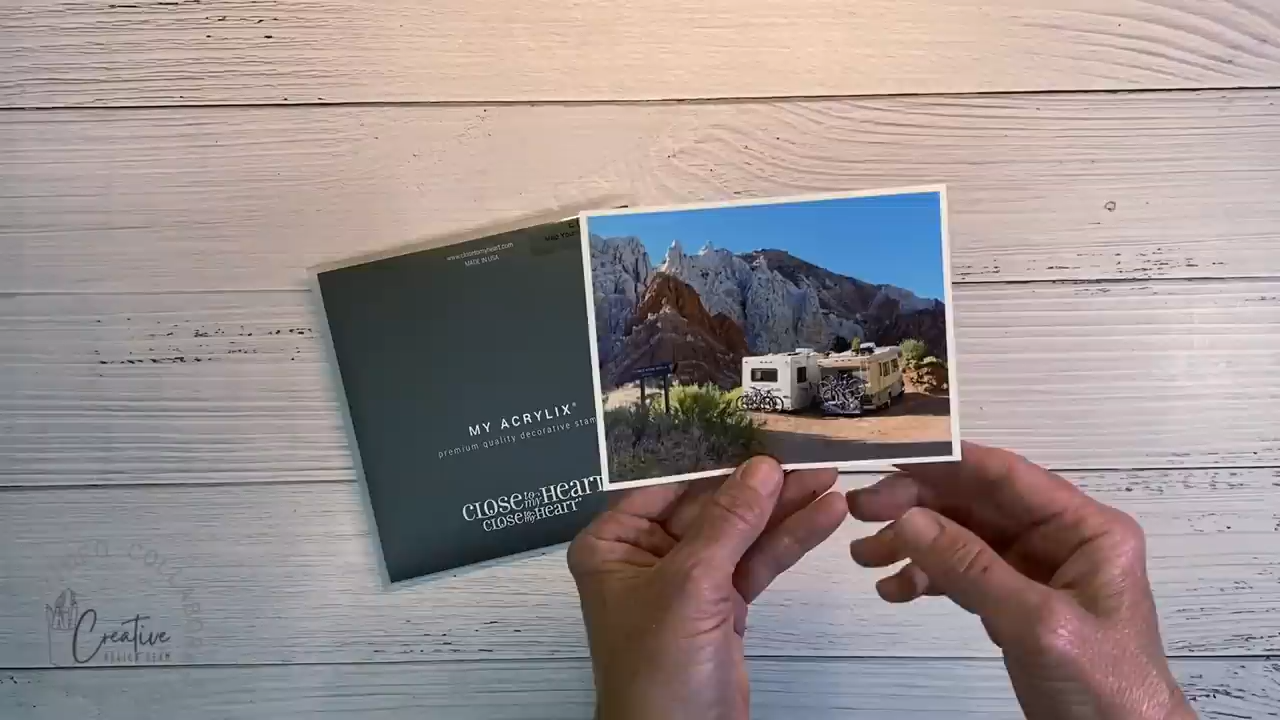 www.closetomyheart.com
MADE IN USA
MY ACRYLIX®
premium quality decorative stam
CLOSE to my HEART
CLOSE to my HEART
Creative